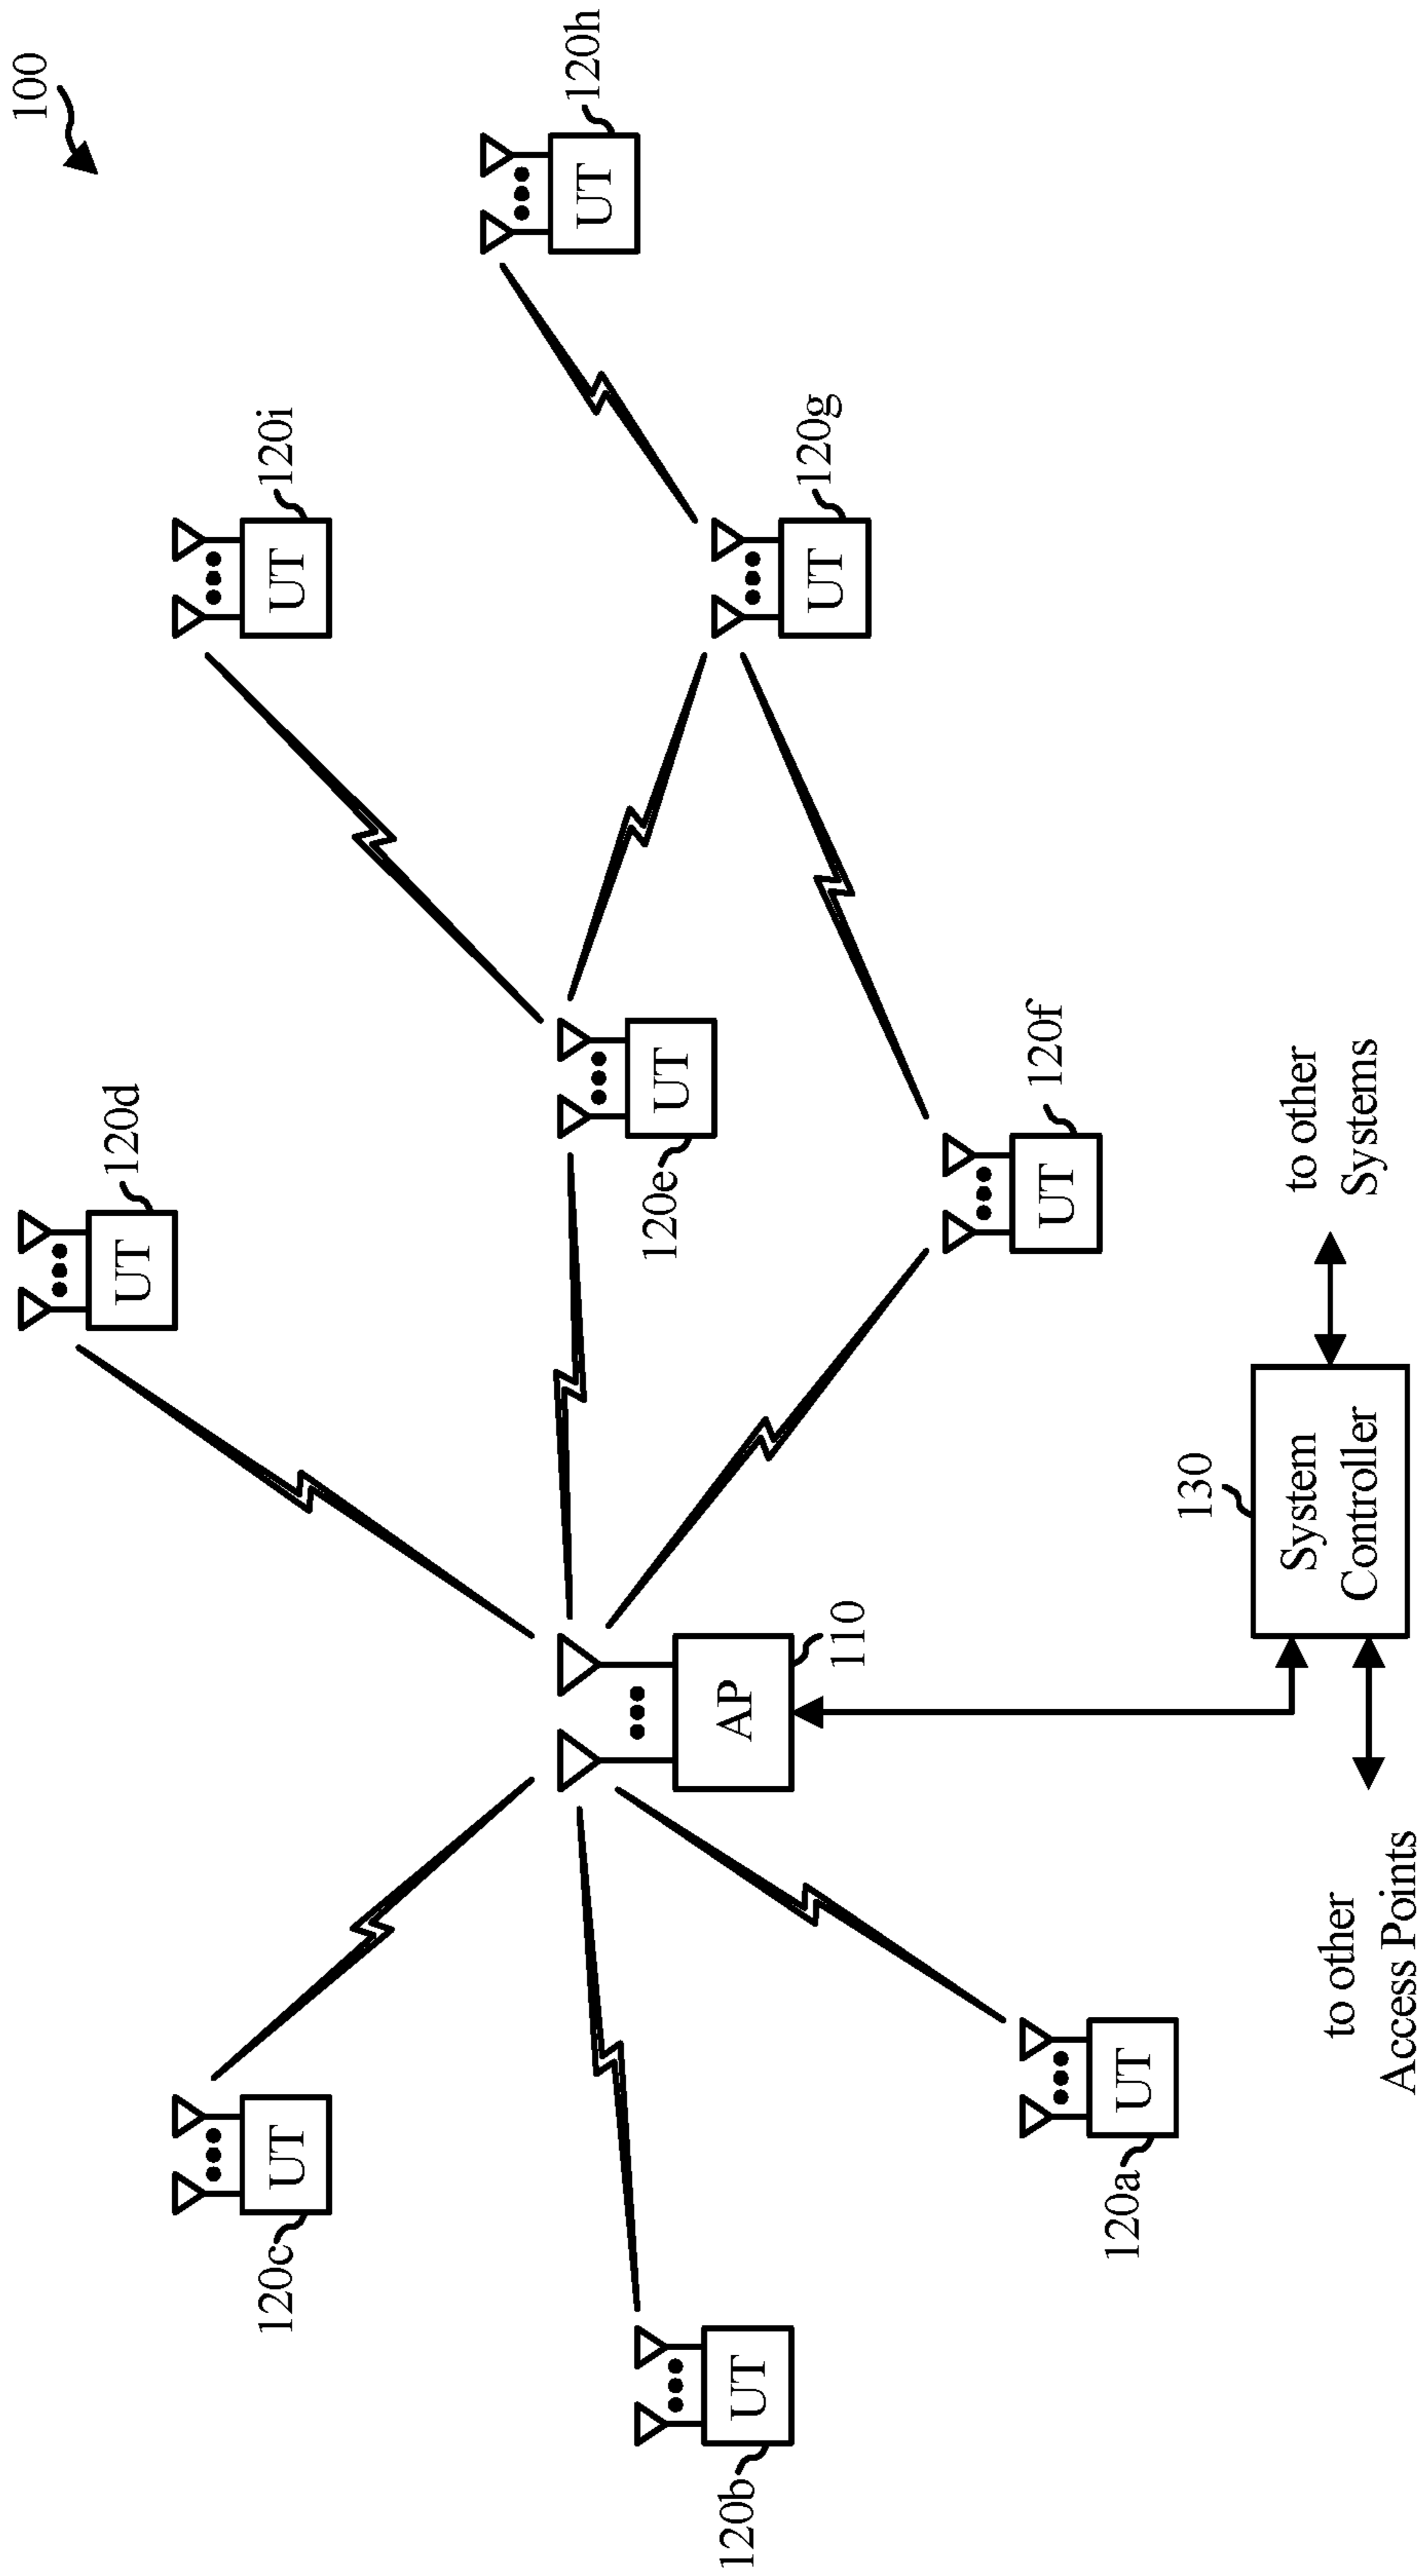 100
UT
120d
UT
120i
UT
120c
UT
120h
UT
120e
UT
120g
AP
110
UT
120b
UT
120f
UT
120a
130
System
Controller
to other
Systems
to other
Access Points